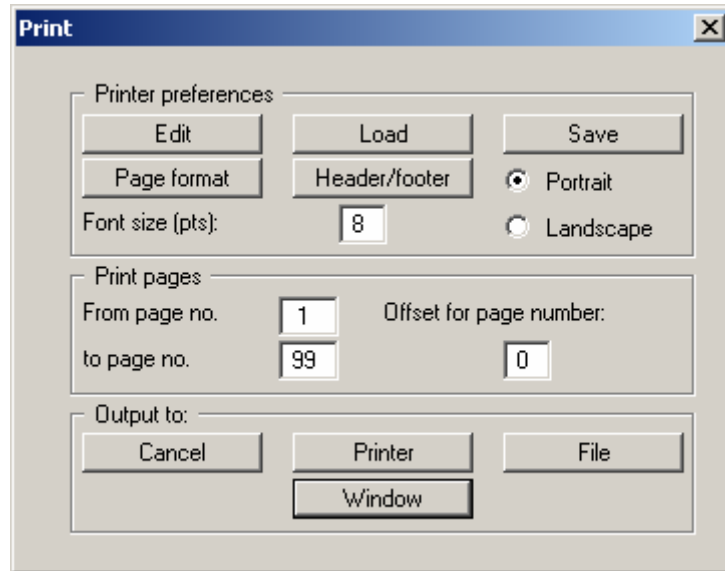 Print
Printer preferences
Edit Load Save
Page format Header/footer Portrait
Font size (pts): 8 Landscape
Print pages
From page no. 1 Offset for page number:
to page no. 99 0
Output to:
Cancel Printer File
Window